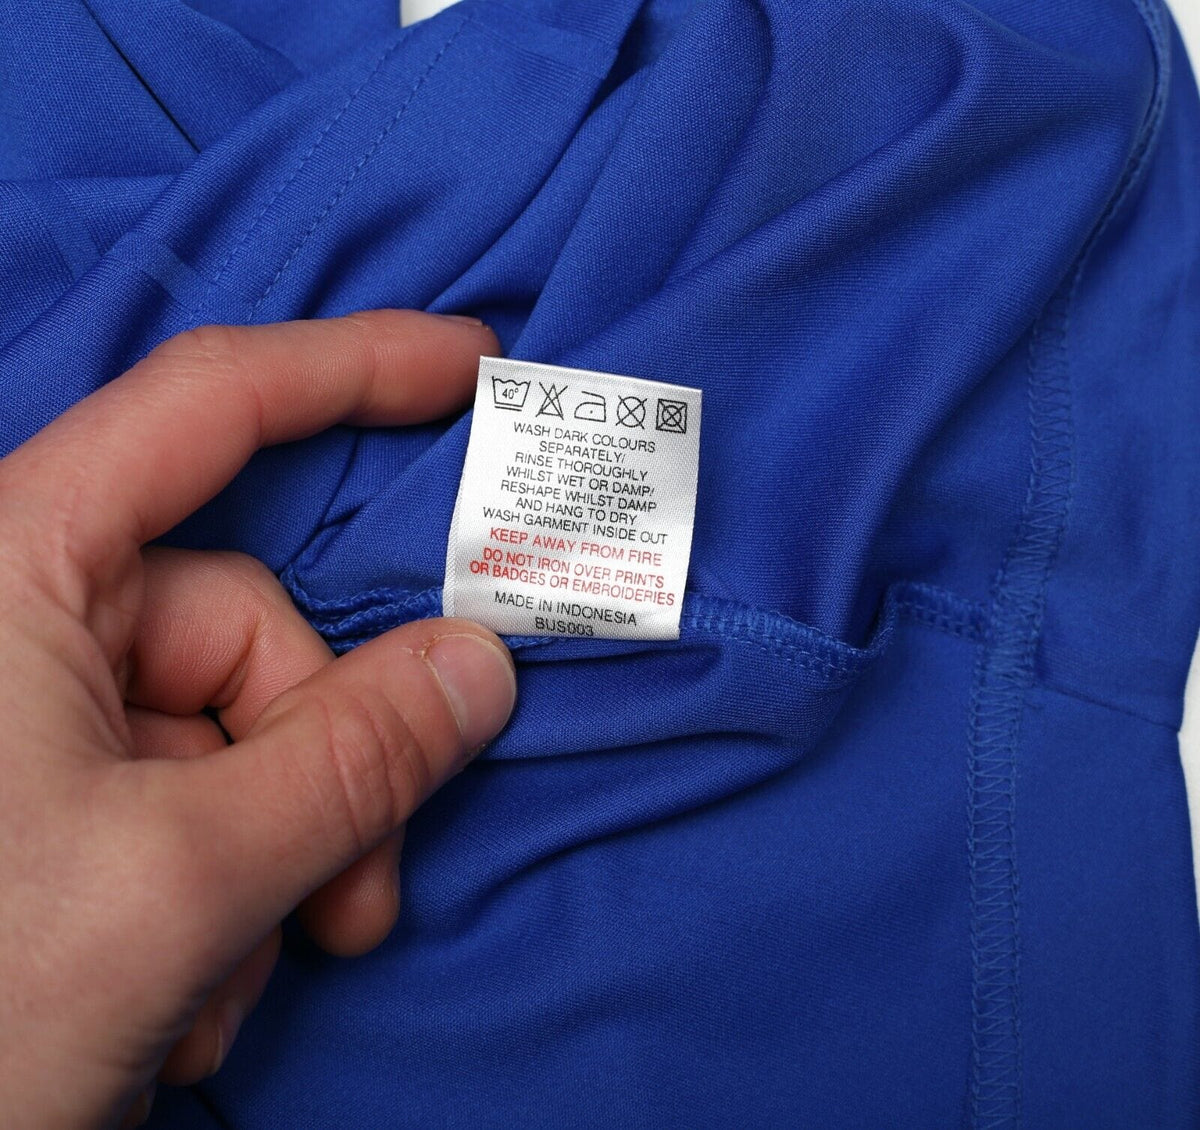 40°
WASH DARK COLOURS
SEPARATELY/
RINSE THOROUGHLY
WHILST WET OR DAMP/
RESHAPE WHILST DAMP
AND HANG TO DRY
WASH GARMENT INSIDE OUT
KEEP AWAY FROM FIRE
DO NOT IRON OVER PRINTS
OR BADGES OR EMBROIDERIES
MADE IN INDONESIA
BUS003